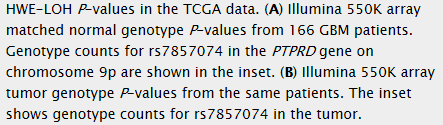 HWE-LOH P-values in the TCGA data. (A) Illumina 550K array
matched normal genotype P-values from 166 GBM patients.
Genotype counts for rs7857074 in the PTPRD gene on
chromosome 9p are shown in the inset. (B) Illumina 550K array
tumor genotype P-values from the same patients. The inset
shows genotype counts for rs7857074 in the tumor.